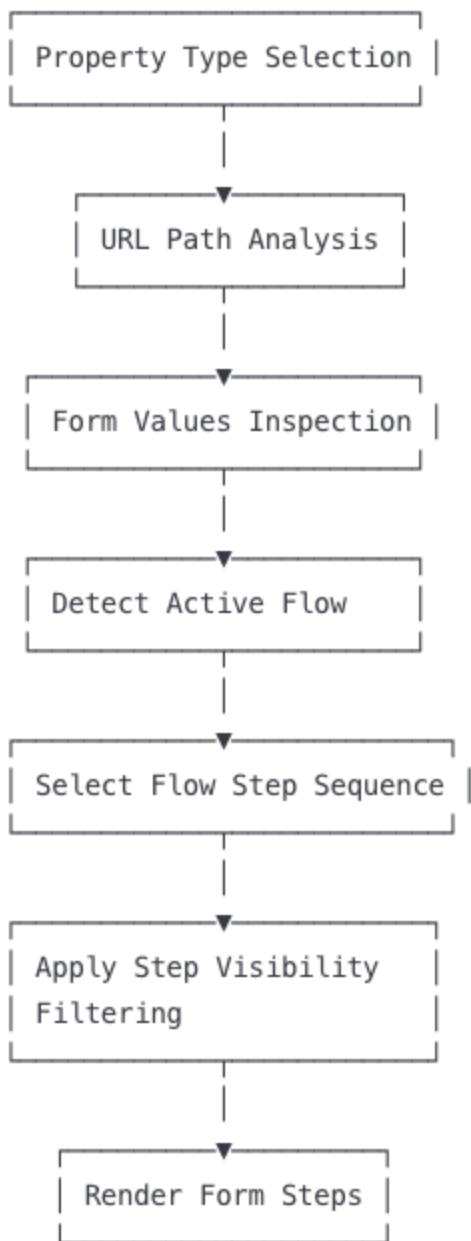 Property Type Selection
URL Path Analysis
Form Values Inspection
Detect Active Flow
Select Flow Step Sequence
Apply Step Visibility
Filtering
Render Form Steps